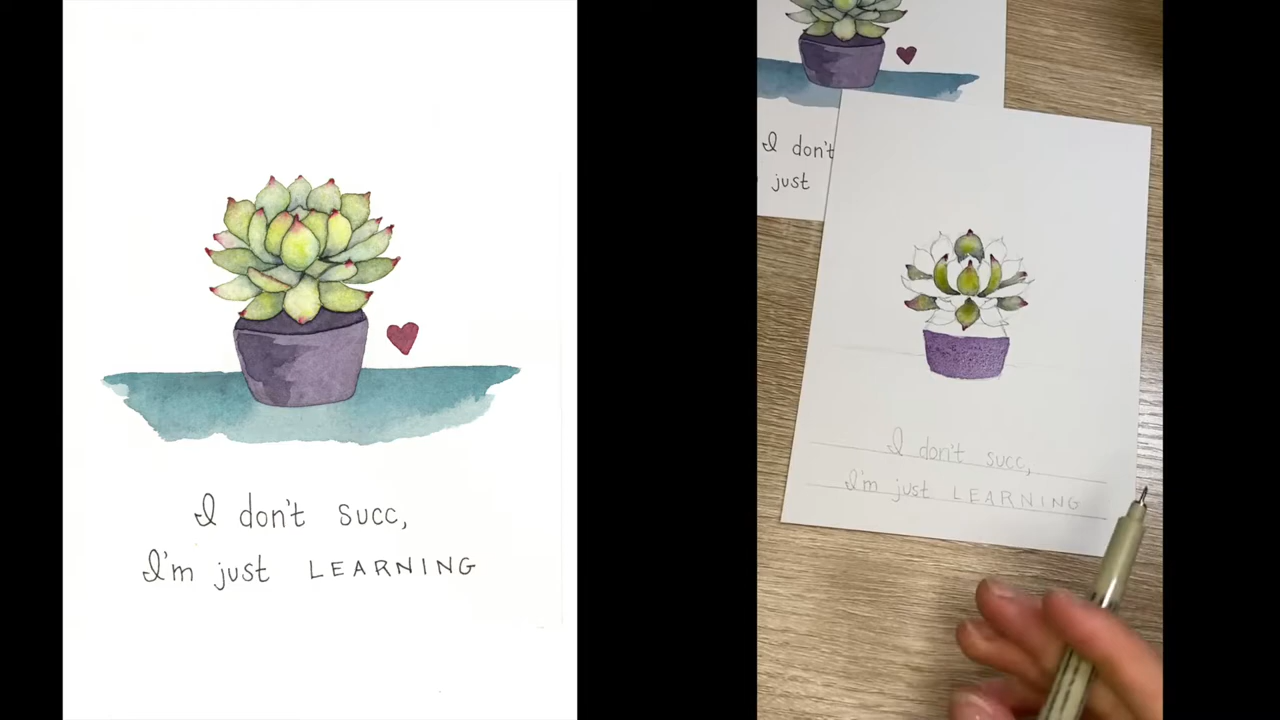 I don't succ,
I'm just LEARNING
I don't
just
I don't succ,
I'm just LEARNING